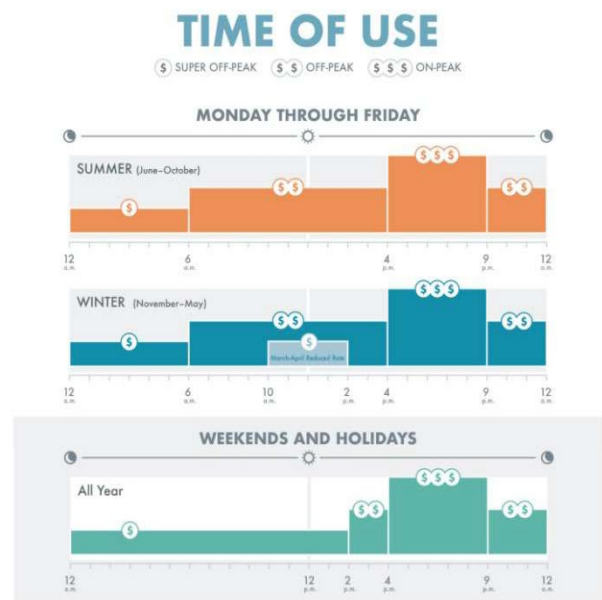 TIME OF USE
$ SUPER OFF-PEAK $ $ OFF-PEAK $ $ $ ON-PEAK
MONDAY THROUGH FRIDAY
SUMMER (June–October)
$ $ $
$ $ $ $
$
12 6 4 9 12
a.m. a.m. p.m. p.m. a.m.
WINTER (November–May)
$ $ $
$ $ $ $
$ $
March-April Reduced Rate
12 6 10 2 4 9 12
a.m. a.m. a.m. p.m. p.m. p.m. a.m.
WEEKENDS AND HOLIDAYS
All Year
$ $ $
$ $ $ $
$
12 12 2 4 9 12
a.m. p.m. p.m. p.m. p.m. a.m.